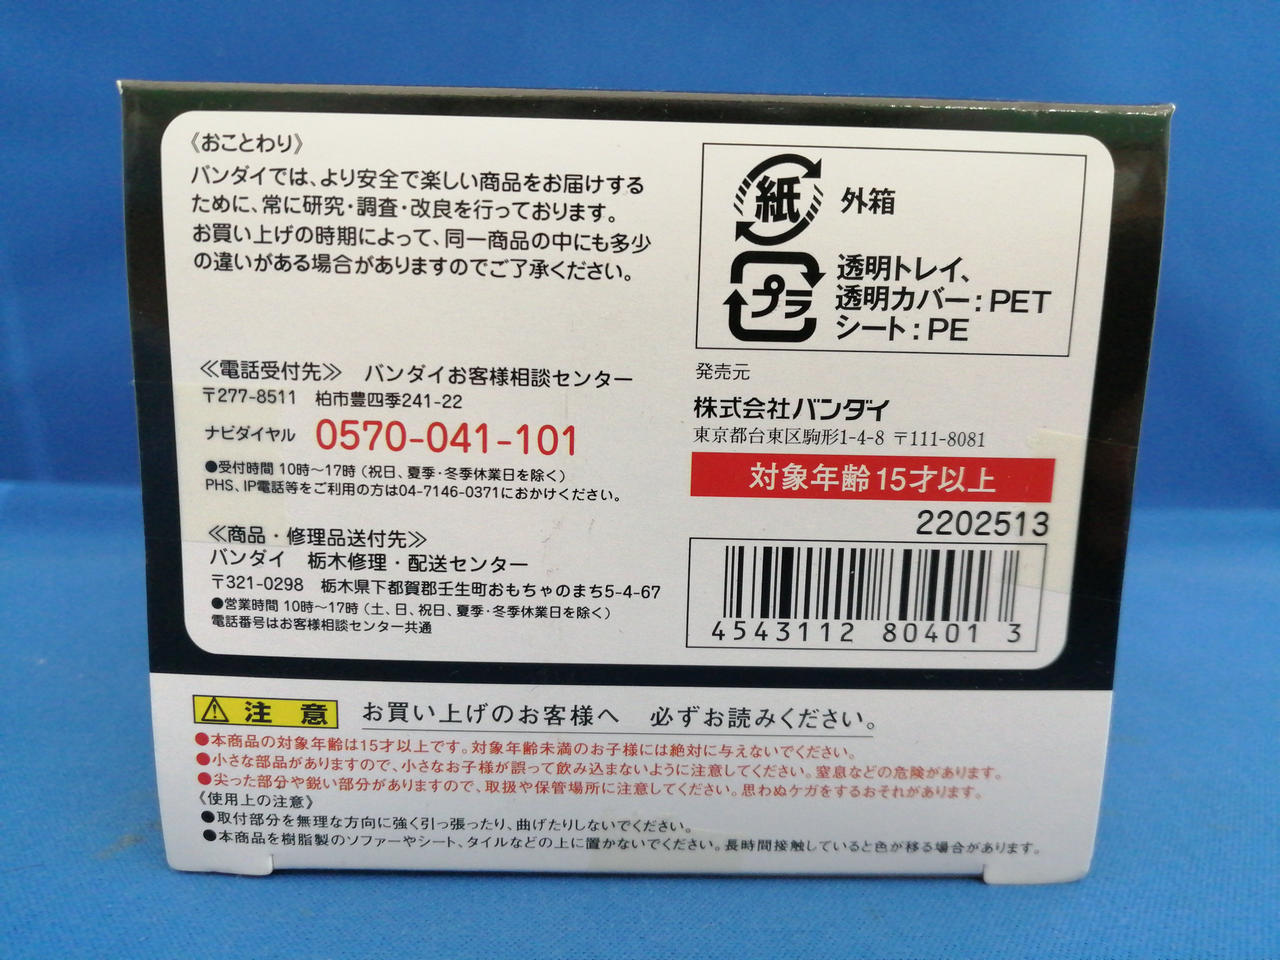 《おことわり》
バンダイでは、より安全で楽しい商品をお届けする
ために、常に研究・調査・改良を行っております。
お買い上げの時期によって、同一商品の中にも多少
の違いがある場合がありますのでご了承ください。
紙 外箱
プラ 透明トレイ、
透明カバー:PET
シート:PE
≪電話受付先≫ バンダイお客様相談センター
〒277-8511 柏市豊四季241-22
ナビダイヤル 0570-041-101
●受付時間 10時〜17時(祝日、夏季・冬季休業日を除く)
PHS、IP電話等をご利用の方は04-7146-0371におかけください。
≪商品・修理品送付先≫
バンダイ 栃木修理・配送センター
〒321-0298 栃木県下都賀郡壬生町おもちゃのまち5-4-67
●営業時間 10時〜17時(土、日、祝日、夏季・冬季休業日を除く)
電話番号はお客様相談センター共通
発売元
株式会社バンダイ
東京都台東区駒形1-4-8 〒111-8081
対象年齢15才以上
2202513
4543112 80401 3
注意 お買い上げのお客様へ 必ずお読みください。
●本商品の対象年齢は15才以上です。対象年齢未満のお子様には絶対に与えないでください。
●小さな部品がありますので、小さなお子様が誤って飲み込まないように注意してください。窒息などの危険があります。
●尖った部分や鋭い部分がありますので、取扱や保管場所に注意してください。思わぬケガをするおそれがあります。
《使用上の注意》
●取付部分を無理な方向に強く引っ張ったり、曲げたりしないでください。
●本商品を樹脂製のソファーやシート、タイルなどの上に置かないでください。長時間接触していると色が移る場合があります。